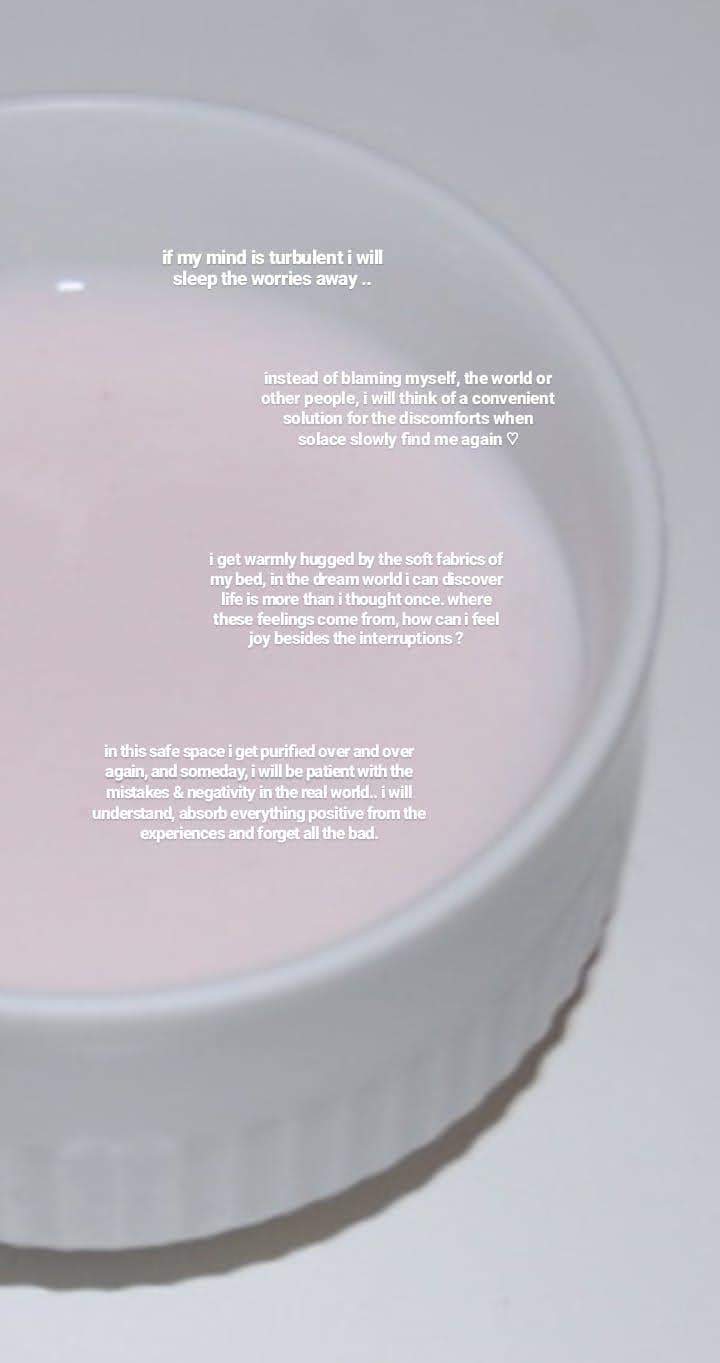 if my mind is turbulent i will
sleep the worries away ..
instead of blaming myself, the world or
other people, i will think of a convenient
solution for the discomforts when
solace slowly find me again ♡
i get warmly hugged by the soft fabrics of
my bed, in the dream world i can discover
life is more than i thought once. where
these feelings come from, how can i feel
joy besides the interruptions ?
in this safe space i get purified over and over
again, and someday, i will be patient with the
mistakes & negativity in the real world.. i will
understand, absorb everything positive from the
experiences and forget all the bad.